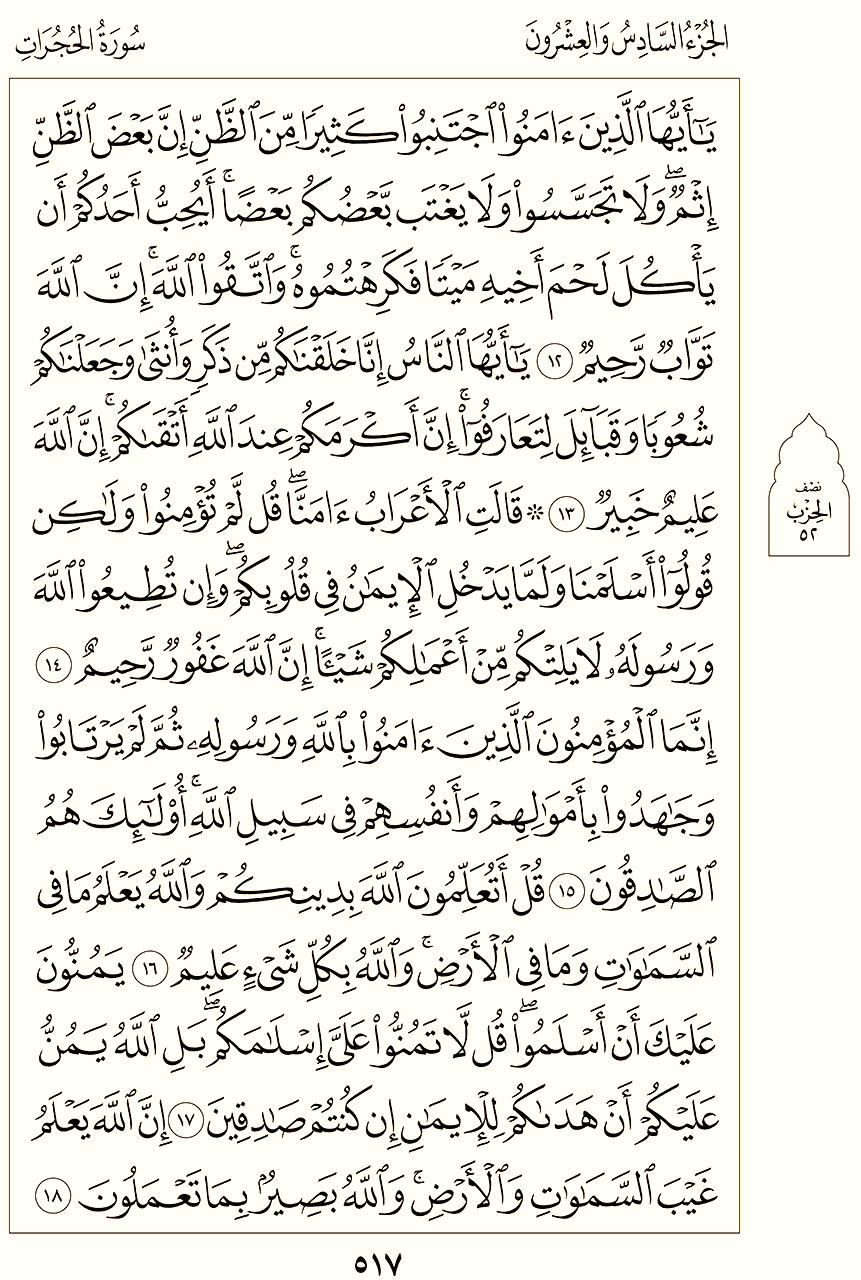 الجُزْءُ السَّادِسُ وَالعِشْرُونَ
سُورَةُ الحُجُرَاتِ
يَـٰٓأَيُّهَا ٱلَّذِينَ ءَامَنُوا۟ ٱجْتَنِبُوا۟ كَثِيرًا مِّنَ ٱلظَّنِّ إِنَّ بَعْضَ ٱلظَّنِّ
إِثْمٌ ۖ وَلَا تَجَسَّسُوا۟ وَلَا يَغْتَب بَّعْضُكُم بَعْضًا ۚ أَيُحِبُّ أَحَدُكُمْ أَن
يَأْكُلَ لَحْمَ أَخِيهِ مَيْتًا فَكَرِهْتُمُوهُ ۚ وَٱتَّقُوا۟ ٱللَّهَ ۚ إِنَّ ٱللَّهَ
تَوَّابٌ رَّحِيمٌ ١٢ يَـٰٓأَيُّهَا ٱلنَّاسُ إِنَّا خَلَقْنَـٰكُم مِّن ذَكَرٍ وَأُنثَىٰ وَجَعَلْنَـٰكُمْ
شُعُوبًا وَقَبَآئِلَ لِتَعَارَفُوٓا۟ ۚ إِنَّ أَكْرَمَكُمْ عِندَ ٱللَّهِ أَتْقَىٰكُمْ ۚ إِنَّ ٱللَّهَ
عَلِيمٌ خَبِيرٌ ١٣ ۞ قَالَتِ ٱلْأَعْرَابُ ءَامَنَّا ۖ قُل لَّمْ تُؤْمِنُوا۟ وَلَـٰكِن
قُولُوٓا۟ أَسْلَمْنَا وَلَمَّا يَدْخُلِ ٱلْإِيمَـٰنُ فِى قُلُوبِكُمْ ۖ وَإِن تُطِيعُوا۟ ٱللَّهَ
وَرَسُولَهُۥ لَا يَلِتْكُم مِّنْ أَعْمَـٰلِكُمْ شَيْـًٔا ۚ إِنَّ ٱللَّهَ غَفُورٌ رَّحِيمٌ ١٤
إِنَّمَا ٱلْمُؤْمِنُونَ ٱلَّذِينَ ءَامَنُوا۟ بِٱللَّهِ وَرَسُولِهِۦ ثُمَّ لَمْ يَرْتَابُوا۟
وَجَـٰهَدُوا۟ بِأَمْوَٰلِهِمْ وَأَنفُسِهِمْ فِى سَبِيلِ ٱللَّهِ ۚ أُو۟لَـٰٓئِكَ هُمُ
ٱلصَّـٰدِقُونَ ١٥ قُلْ أَتُعَلِّمُونَ ٱللَّهَ بِدِينِكُمْ وَٱللَّهُ يَعْلَمُ مَا فِى
ٱلسَّمَـٰوَٰتِ وَمَا فِى ٱلْأَرْضِ ۚ وَٱللَّهُ بِكُلِّ شَىْءٍ عَلِيمٌ ١٦ يَمُنُّونَ
عَلَيْكَ أَنْ أَسْلَمُوا۟ ۖ قُل لَّا تَمُنُّوا۟ عَلَىَّ إِسْلَـٰمَكُم ۖ بَلِ ٱللَّهُ يَمُنُّ
عَلَيْكُمْ أَنْ هَدَىٰكُمْ لِلْإِيمَـٰنِ إِن كُنتُمْ صَـٰدِقِينَ ١٧ إِنَّ ٱللَّهَ يَعْلَمُ
غَيْبَ ٱلسَّمَـٰوَٰتِ وَٱلْأَرْضِ ۚ وَٱللَّهُ بَصِيرٌۢ بِمَا تَعْمَلُونَ ١٨
نصْف
الحِزْبِ
٥٢
٥١٧